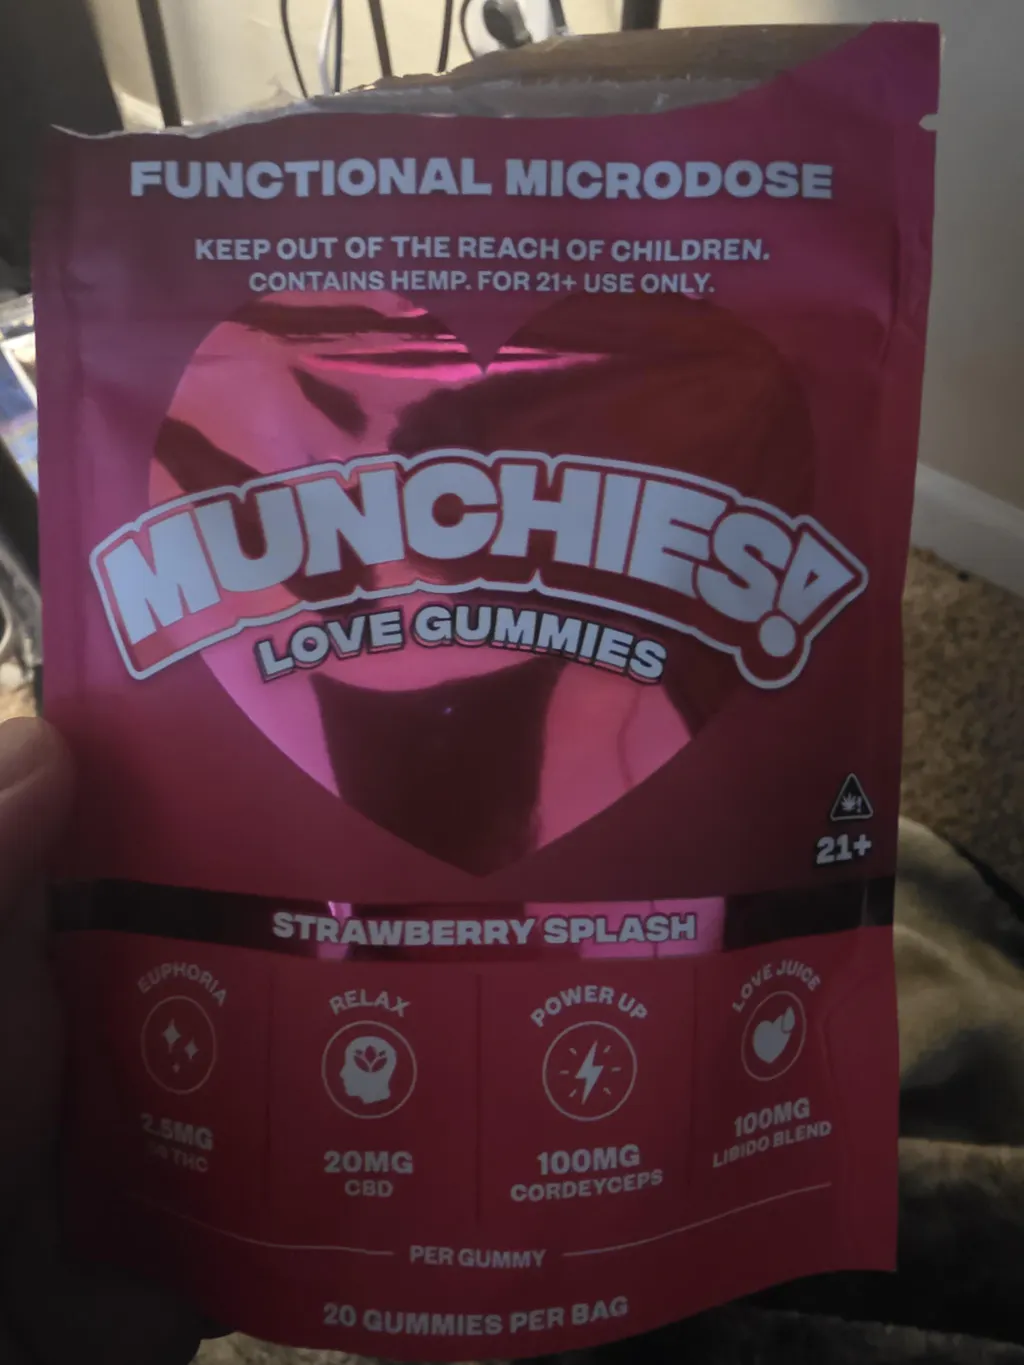 FUNCTIONAL MICRODOSE
KEEP OUT OF THE REACH OF CHILDREN.
CONTAINS HEMP. FOR 21+ USE ONLY.
MUNCHIES!
LOVE GUMMIES
21+
STRAWBERRY SPLASH
EUPHORIA
2.5MG
THC
RELAX
20MG
CBD
POWER UP
100MG
CORDEYCEPS
LOVE JUICE
100MG
LIBIDO BLEND
PER GUMMY
20 GUMMIES PER BAG